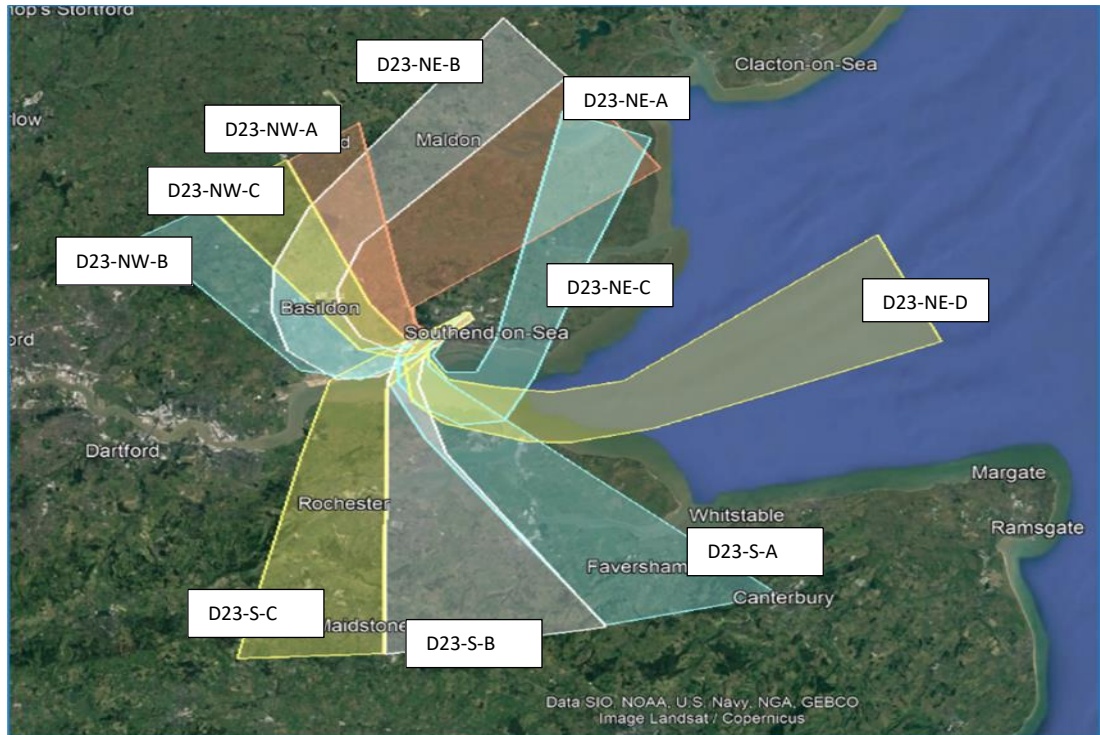 op's Stortford
Clacton-on-Sea
D23-NE-B
D23-NE-A
low
D23-NW-A
d
Maldon
D23-NW-C
D23-NW-B
D23-NE-C
D23-NE-D
Basildon
Southend-on-Sea
ord
Dartford
Margate
Rochester
Whitstable
Ramsgate
D23-S-A
Faversham
Canterbury
D23-S-C
Maidstone
D23-S-B
Data SIO, NOAA, U.S. Navy, NGA, GEBCO
Image Landsat / Copernicus